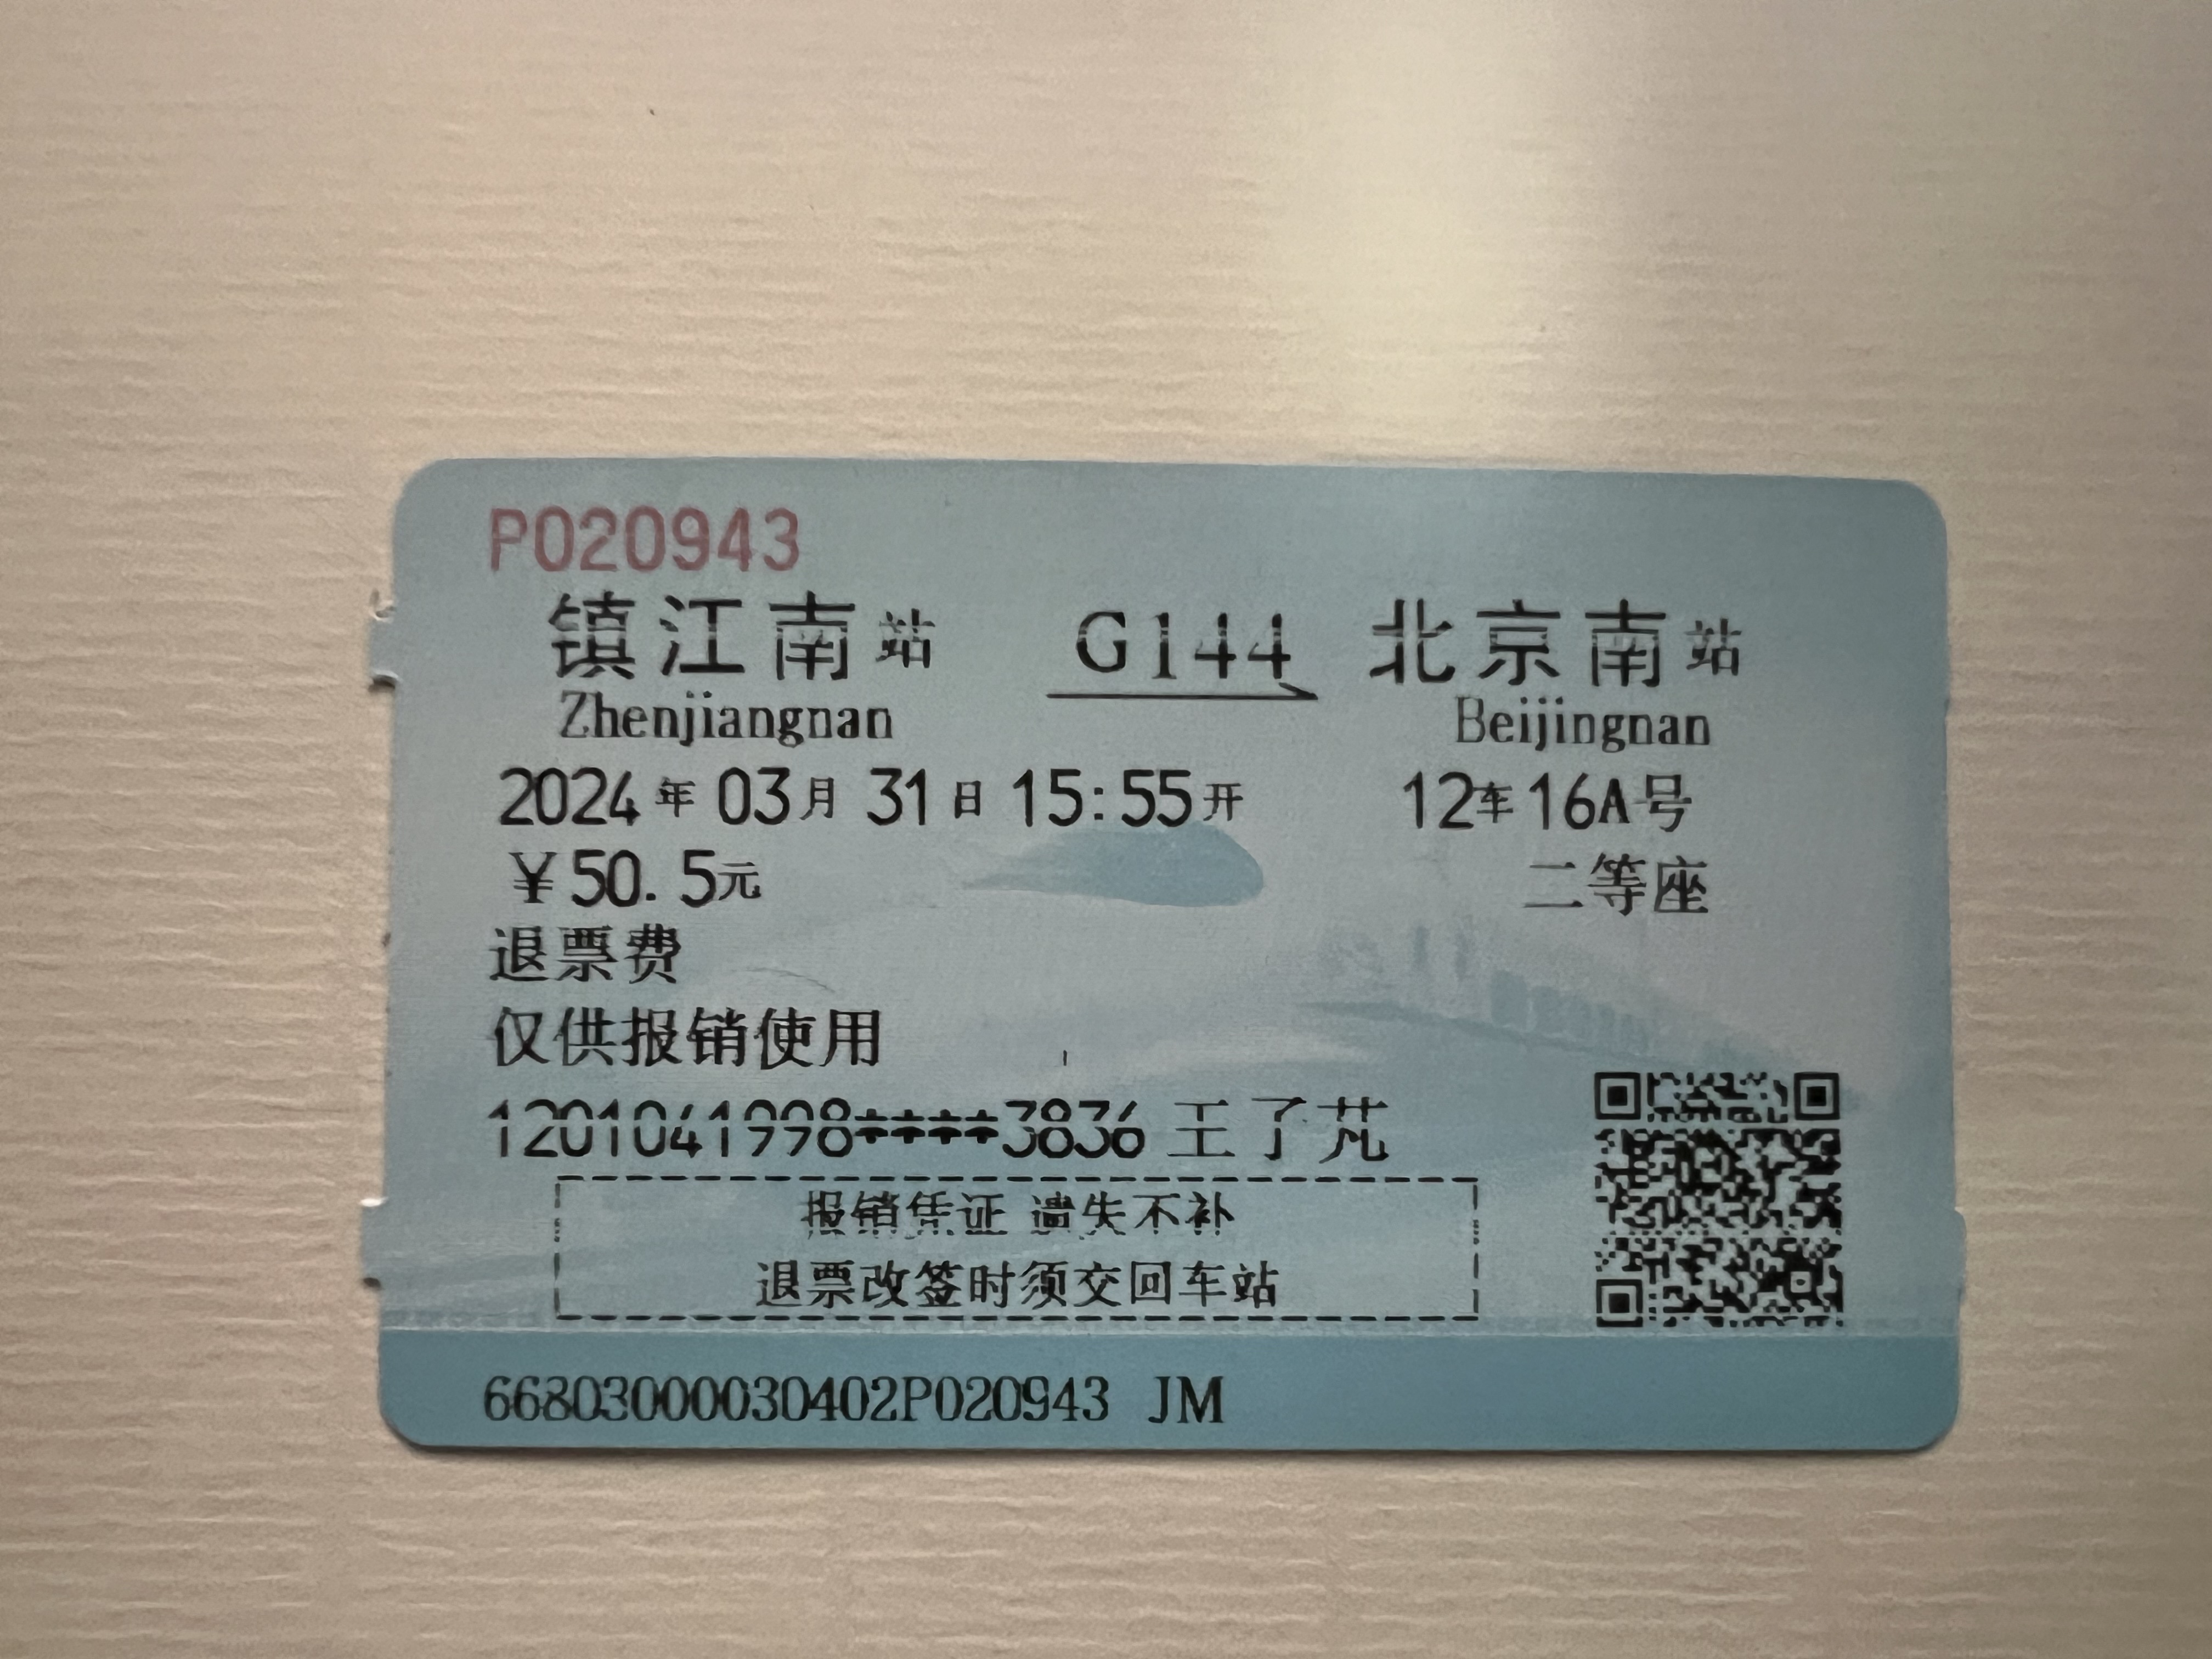 P020943
镇江南站 G144 北京南站
Zhenjiangnan Beijingnan
2024年03月31日 15:55开 12车16A号
¥50.5元 二等座
退票费
仅供报销使用
1201041998****3836 王了芃
报销凭证 遗失不补
退票改签时须交回车站
66803000030402P020943 JM